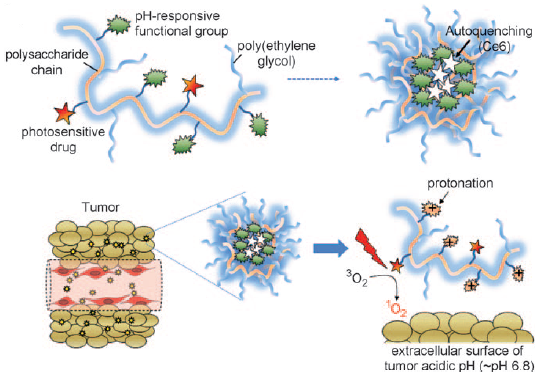 pH-responsive
functional group
poly(ethylene
glycol)
polysaccharide
chain
photosensitive
drug
Autoquenching
(Ce6)
Tumor
protonation
+
+
+
+
³O₂
¹O₂
extracellular surface of
tumor acidic pH (~pH 6.8)